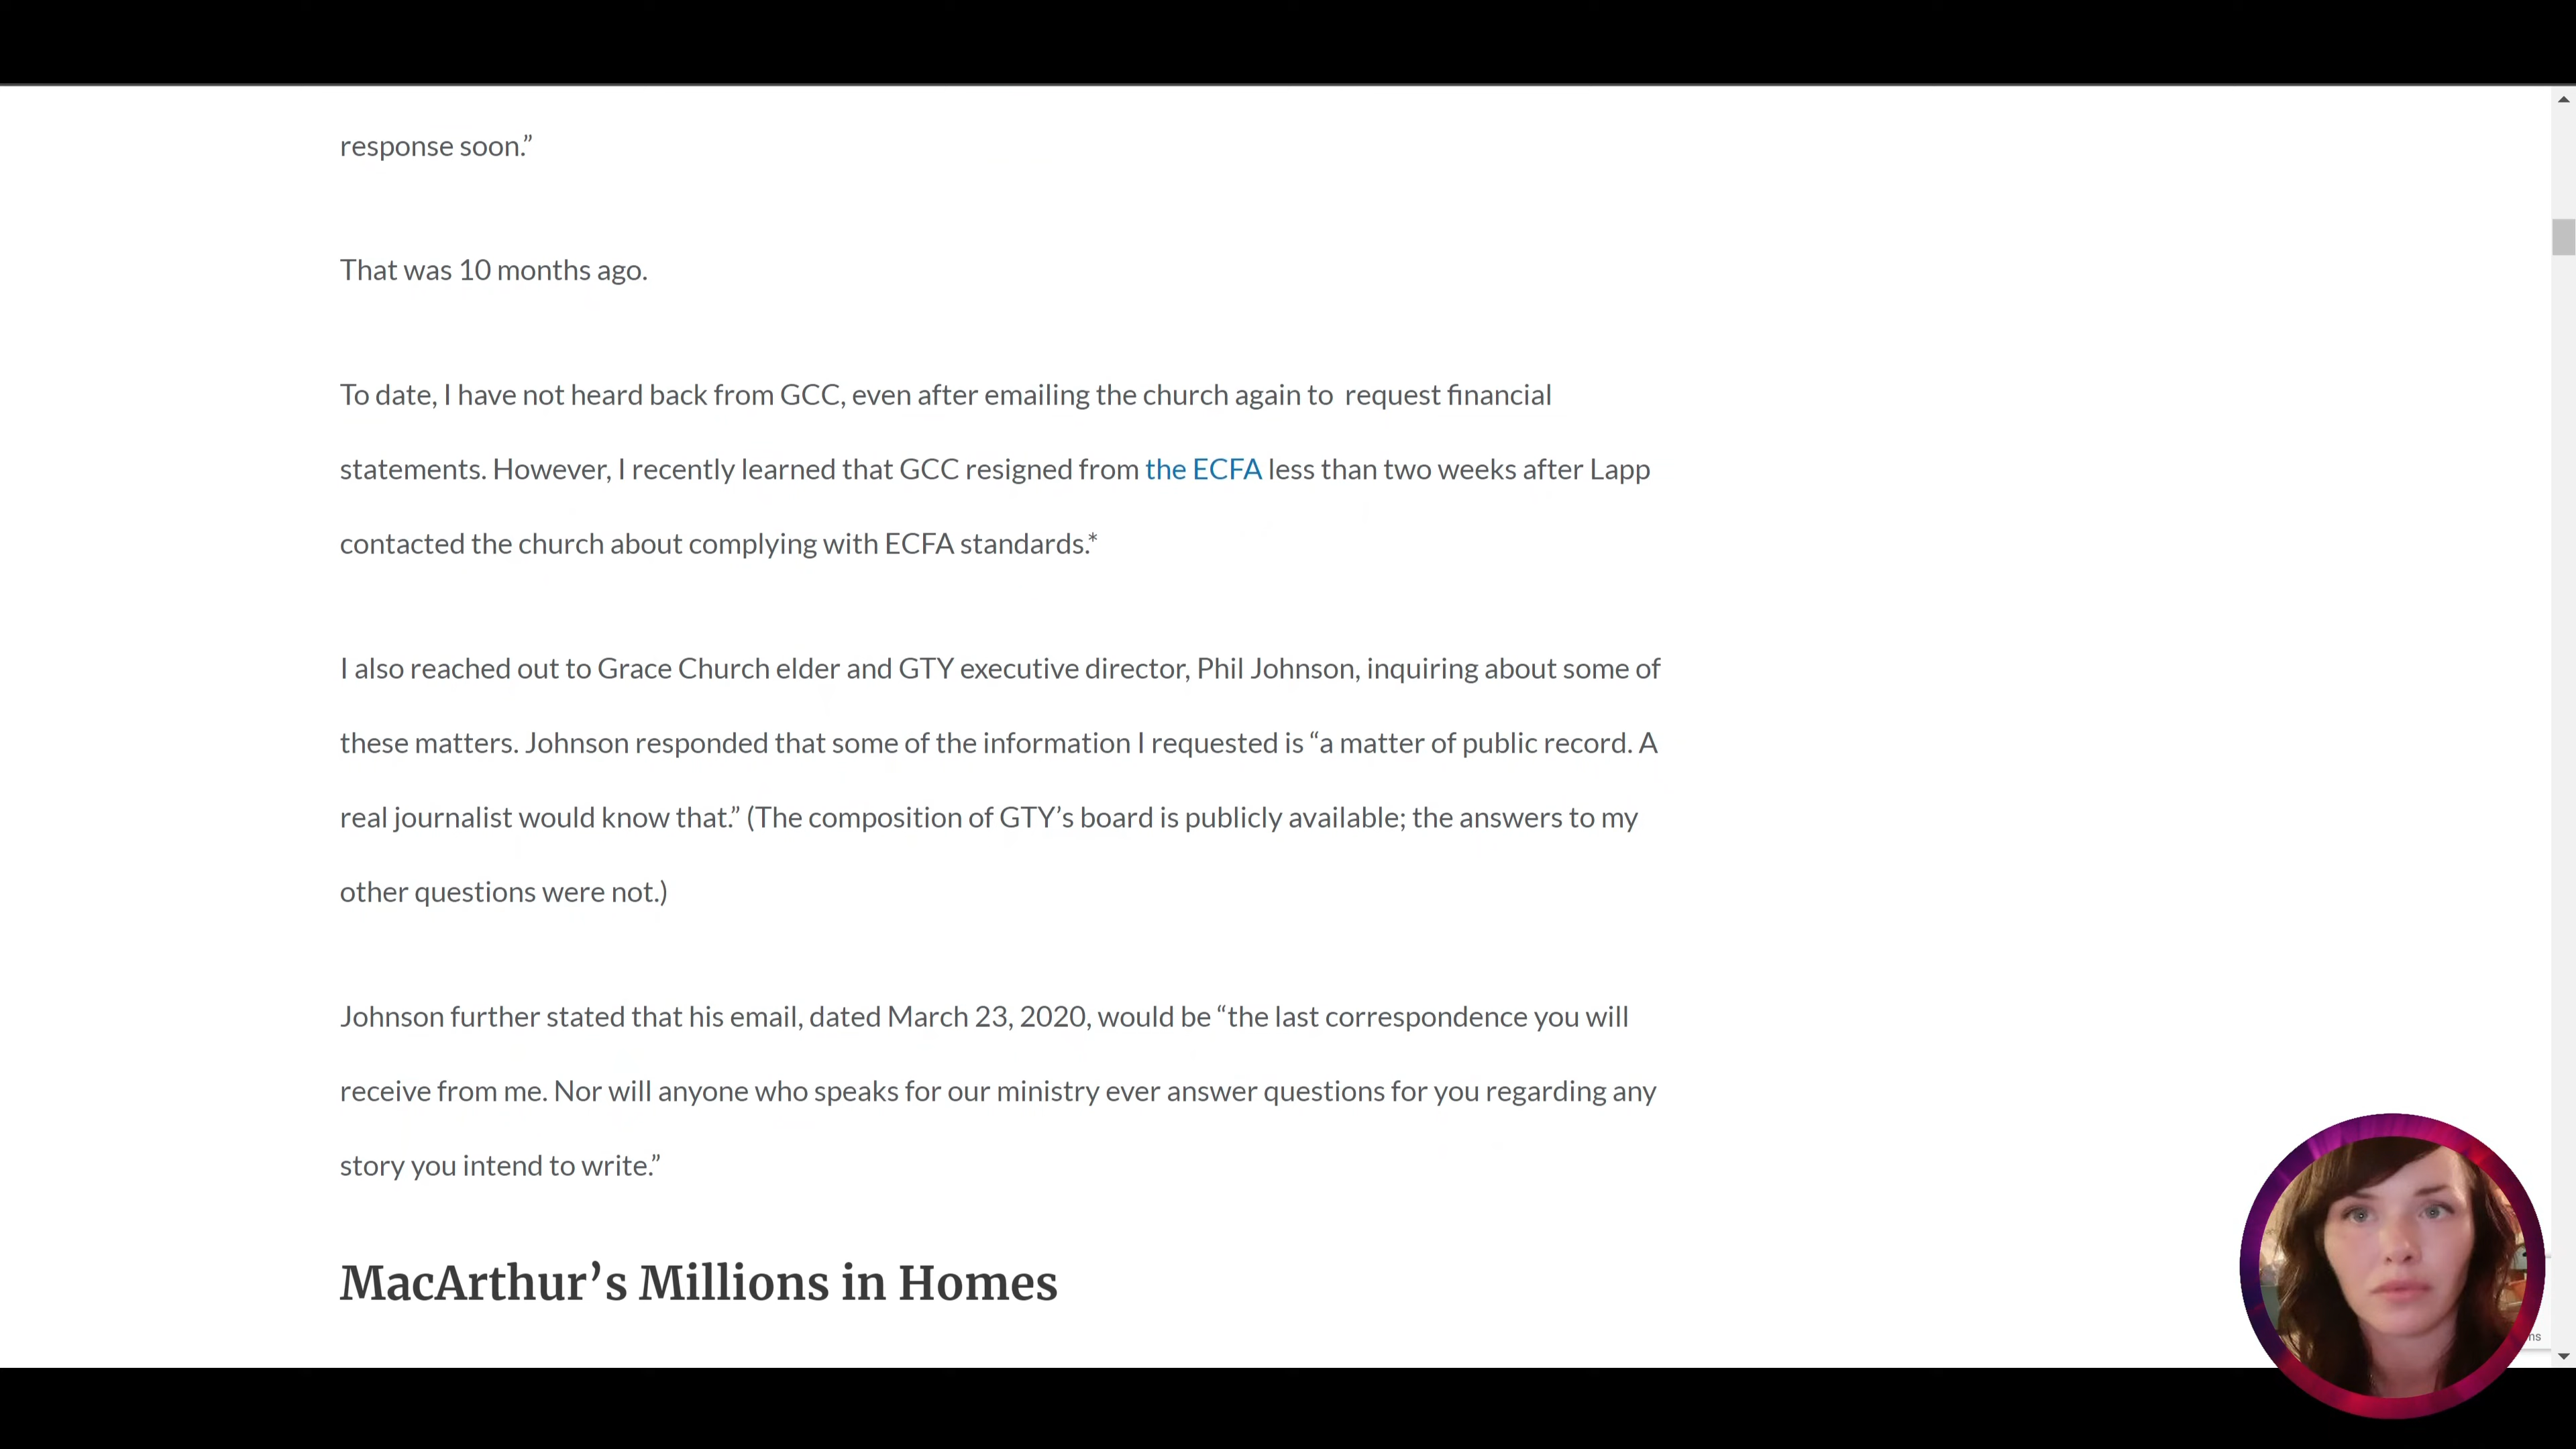 response soon.”
That was 10 months ago.
To date, I have not heard back from GCC, even after emailing the church again to request financial
statements. However, I recently learned that GCC resigned from the ECFA less than two weeks after Lapp
contacted the church about complying with ECFA standards.*
I also reached out to Grace Church elder and GTY executive director, Phil Johnson, inquiring about some of
these matters. Johnson responded that some of the information I requested is “a matter of public record. A
real journalist would know that.” (The composition of GTY’s board is publicly available; the answers to my
other questions were not.)
Johnson further stated that his email, dated March 23, 2020, would be “the last correspondence you will
receive from me. Nor will anyone who speaks for our ministry ever answer questions for you regarding any
story you intend to write.”
MacArthur’s Millions in Homes